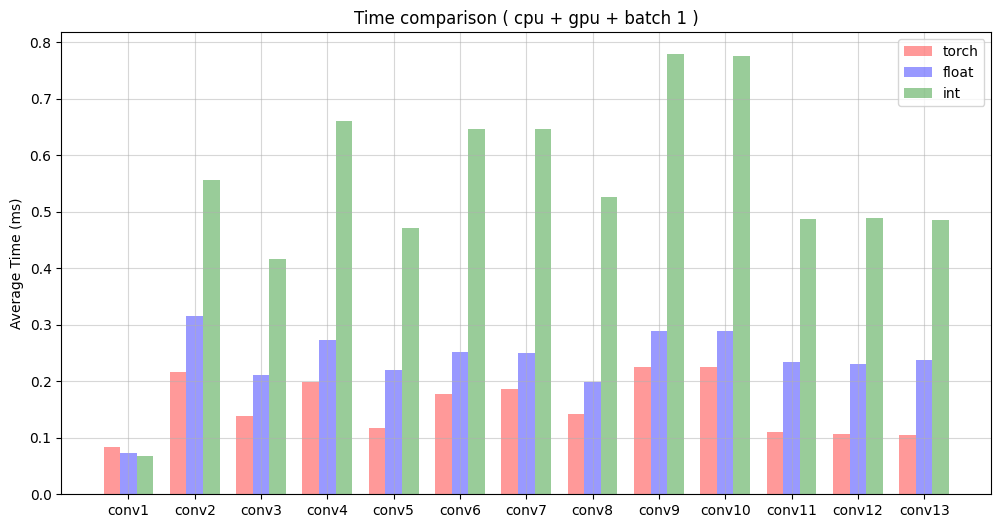 Time comparison ( cpu + gpu + batch 1 )
torch
float
int
Average Time (ms)
0.8
0.7
0.6
0.5
0.4
0.3
0.2
0.1
0.0
conv1 conv2 conv3 conv4 conv5 conv6 conv7 conv8 conv9 conv10 conv11 conv12 conv13